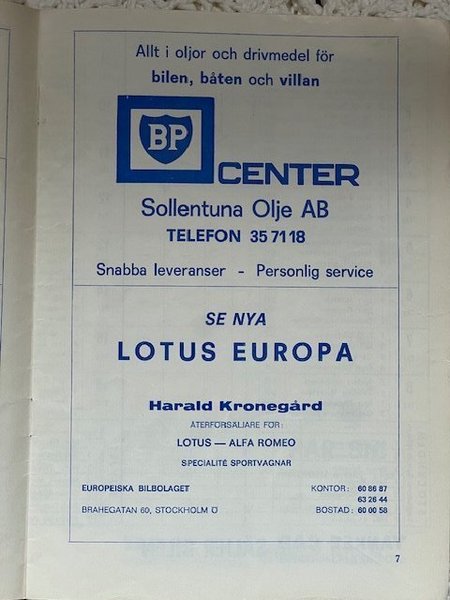 Allt i oljor och drivmedel för
bilen, båten och villan
BP
CENTER
Sollentuna Olje AB
TELEFON 35 71 18
Snabba leveranser - Personlig service
SE NYA
LOTUS EUROPA
Harald Kronegård
ÅTERFÖRSÄLJARE FÖR:
LOTUS — ALFA ROMEO
SPECIALITÉ SPORTVAGNAR
EUROPEISKA BILBOLAGET
BRAHEGATAN 60, STOCKHOLM Ö
KONTOR: 60 86 87
63 26 44
BOSTAD: 60 00 58
7